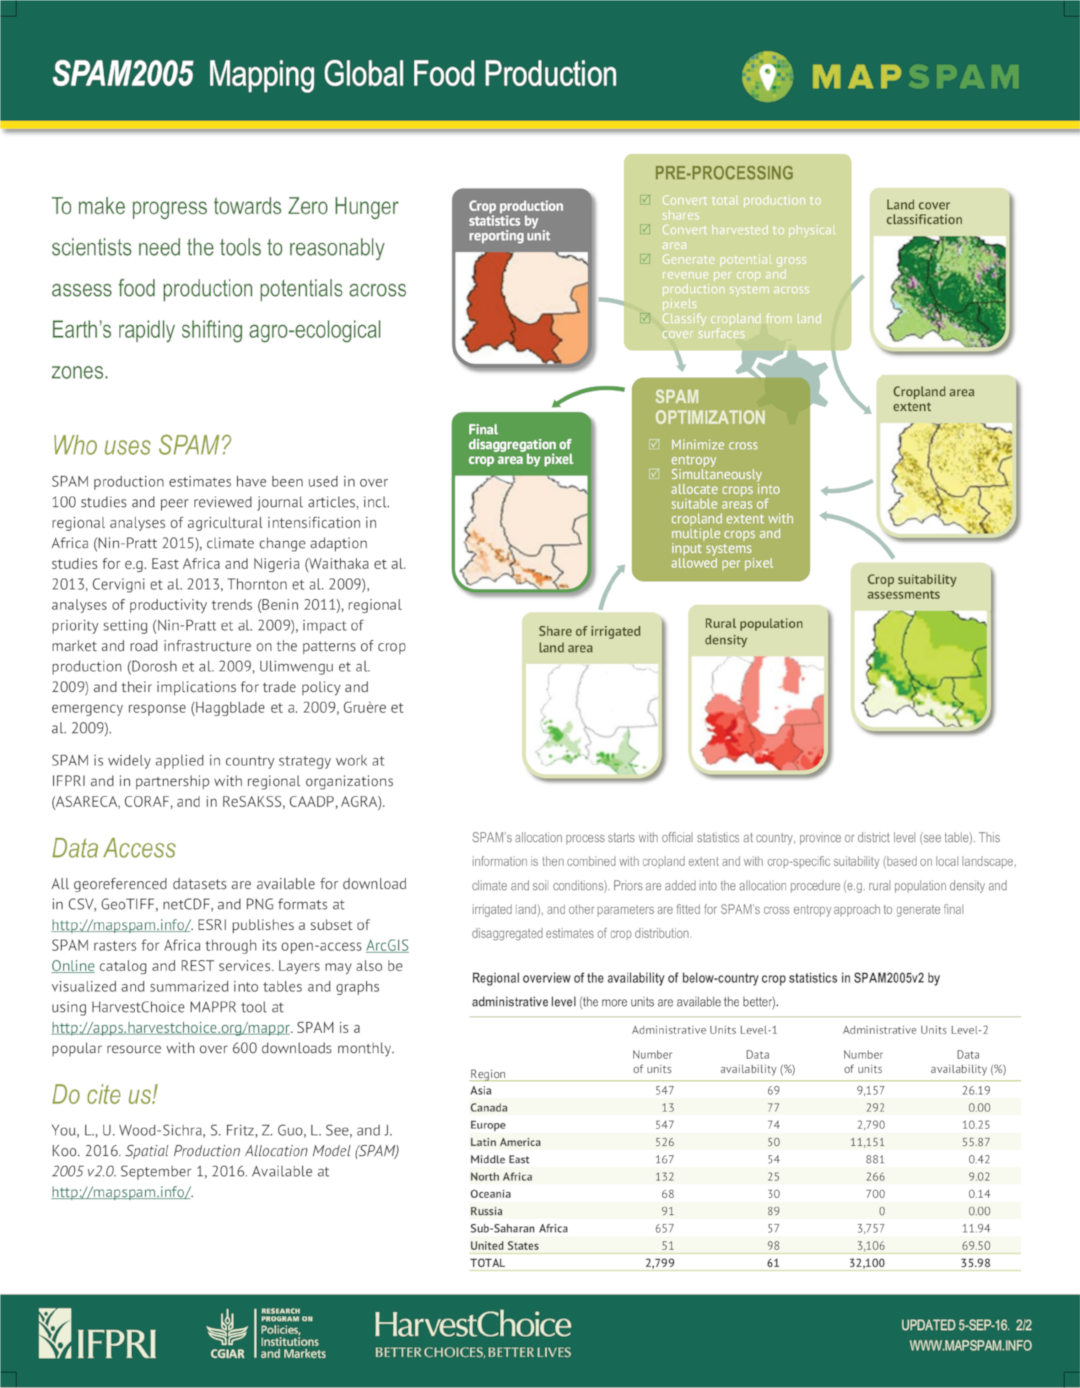 SPAM2005 Mapping Global Food Production
MAPSPAM
To make progress towards Zero Hunger
scientists need the tools to reasonably
assess food production potentials across
Earth's rapidly shifting agro-ecological
zones.
Who uses SPAM?
SPAM production estimates have been used in over
100 studies and peer reviewed journal articles, incl.
regional analyses of agricultural intensification in
Africa (Nin-Pratt 2015), climate change adaption
studies for e.g. East Africa and Nigeria (Waithaka et al.
2013, Cervigni et al. 2013, Thornton et al. 2009),
analyses of productivity trends (Benin 2011), regional
priority setting (Nin-Pratt et al. 2009), impact of
market and road infrastructure on the patterns of crop
production (Dorosh et al. 2009, Ulimwengu et al.
2009) and their implications for trade policy and
emergency response (Haggblade et a. 2009, Gruère et
al. 2009).
SPAM is widely applied in country strategy work at
IFPRI and in partnership with regional organizations
(ASARECA, CORAF, and in ReSAKSS, CAADP, AGRA).
Data Access
All georeferenced datasets are available for download
in CSV, GeoTIFF, netCDF, and PNG formats at
http://mapspam.info/. ESRI publishes a subset of
SPAM rasters for Africa through its open-access ArcGIS
Online catalog and REST services. Layers may also be
visualized and summarized into tables and graphs
using HarvestChoice MAPPR tool at
http://apps.harvestchoice.org/mappr. SPAM is a
popular resource with over 600 downloads monthly.
Do cite us!
You, L., U. Wood-Sichra, S. Fritz, Z. Guo, L. See, and J.
Koo. 2016. Spatial Production Allocation Model (SPAM)
2005 v2.0. September 1, 2016. Available at
http://mapspam.info/.
Crop production
statistics by
reporting unit
PRE-PROCESSING
☑ Convert total production to
shares
☑ Convert harvested to physical
area
☑ Generate potential gross
revenue per crop and
production system across
pixels
☑ Classify cropland from land
cover surfaces
Land cover
classification
Cropland area
extent
SPAM
OPTIMIZATION
☑ Minimize cross
entropy
☑ Simultaneously
allocate crops into
suitable areas of
cropland extent with
multiple crops and
input systems
allowed per pixel
Final
disaggregation of
crop area by pixel
Crop suitability
assessments
Share of irrigated
land area
Rural population
density
SPAM's allocation process starts with official statistics at country, province or district level (see table). This
information is then combined with cropland extent and with crop-specific suitability (based on local landscape,
climate and soil conditions). Priors are added into the allocation procedure (e.g. rural population density and
irrigated land), and other parameters are fitted for SPAM's cross entropy approach to generate final
disaggregated estimates of crop distribution.
Regional overview of the availability of below-country crop statistics in SPAM2005v2 by
administrative level (the more units are available the better).
Administrative Units Level-1 Administrative Units Level-2
Number Data Number Data
Region of units availability (%) of units availability (%)
Asia 547 69 9,157 26.19
Canada 13 77 292 0.00
Europe 547 74 2,790 10.25
Latin America 526 50 11,151 55.87
Middle East 167 54 881 0.42
North Africa 132 25 266 9.02
Oceania 68 30 700 0.14
Russia 91 89 0 0.00
Sub-Saharan Africa 657 57 3,757 11.94
United States 51 98 3,106 69.50
TOTAL 2,799 61 32,100 35.98
IFPRI
CGIAR
RESEARCH
PROGRAM ON
Policies,
Institutions
and Markets
HarvestChoice
BETTER CHOICES, BETTER LIVES
UPDATED 5-SEP-16. 2/2
WWW.MAPSPAM.INFO